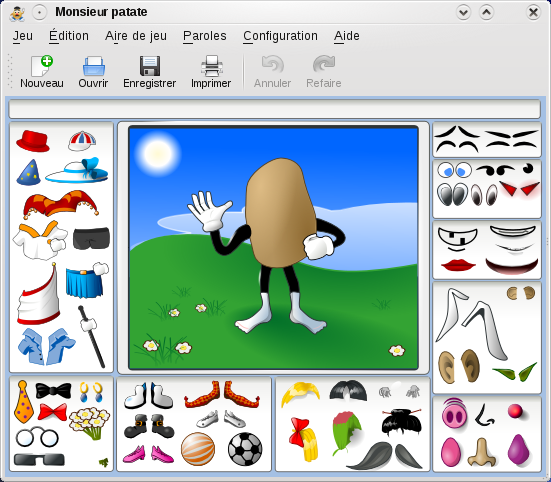 Monsieur patate
Jeu Édition Aire de jeu Paroles Configuration Aide
Nouveau Ouvrir Enregistrer Imprimer Annuler Refaire